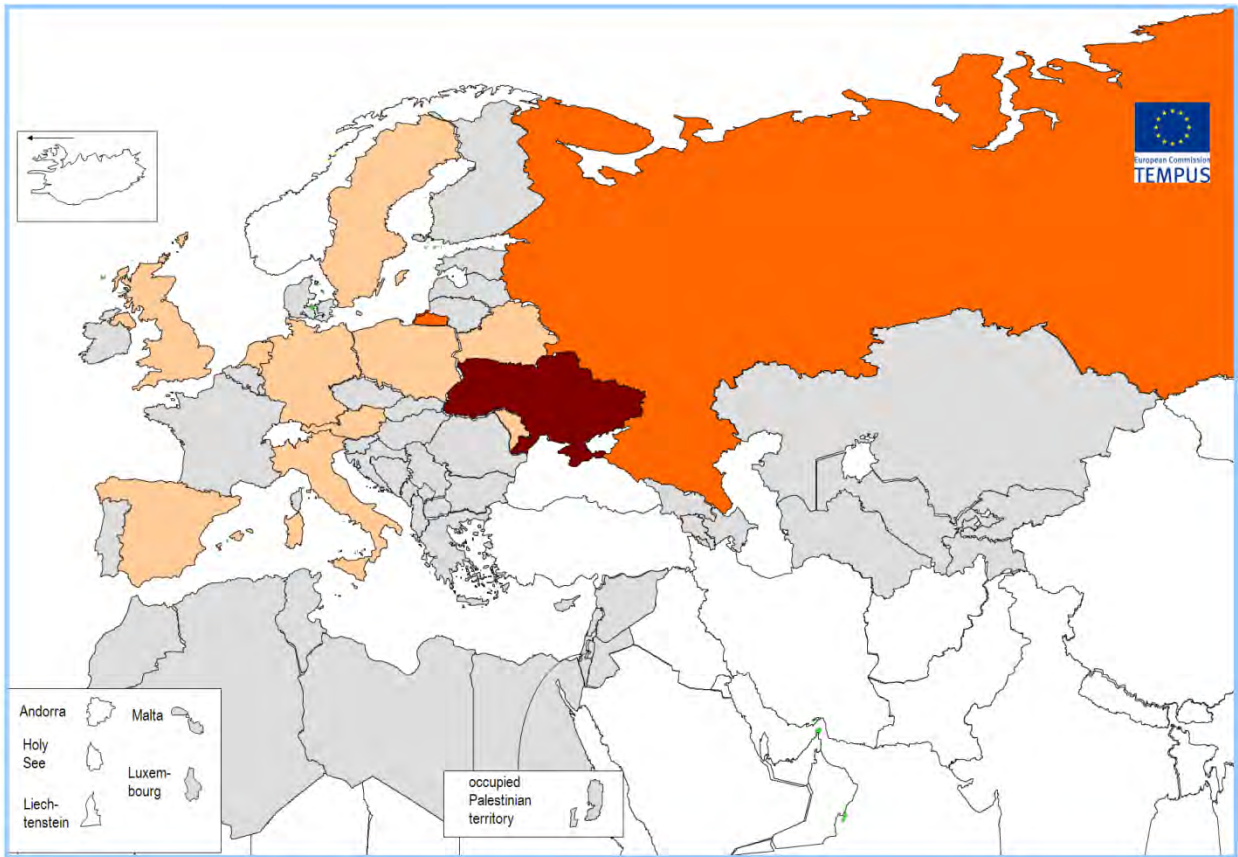 European Commission
TEMPUS
Andorra
Malta
Holy
See
Luxem-
bourg
Liech-
tenstein
occupied
Palestinian
territory